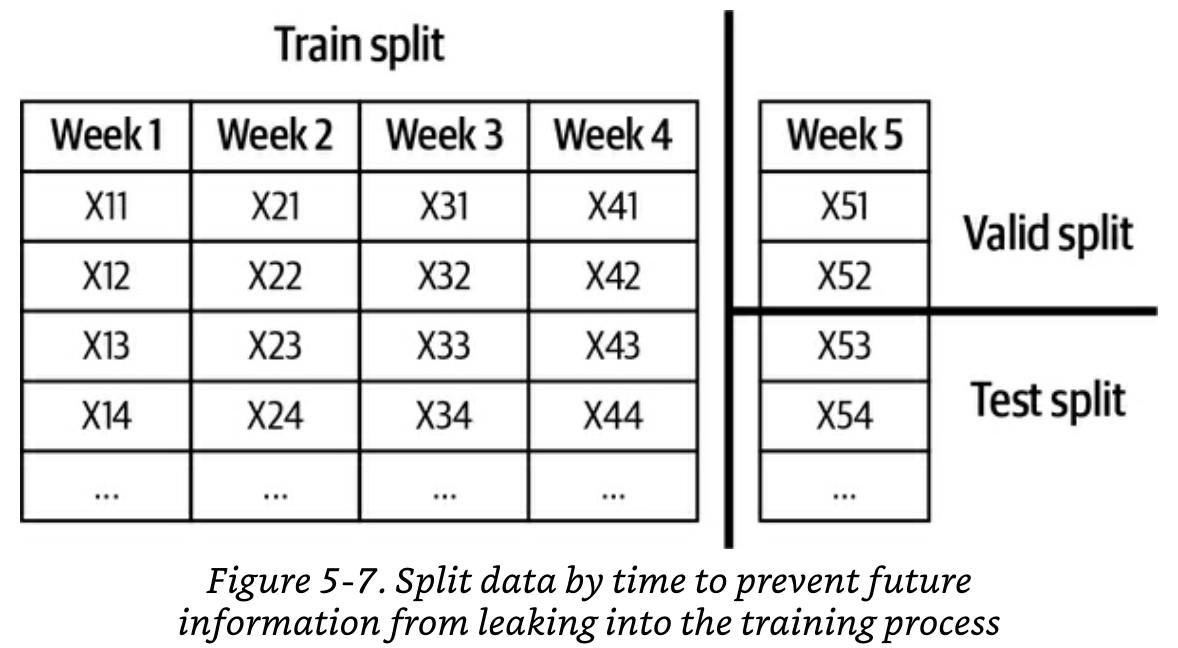 Train split
Week 1 Week 2 Week 3 Week 4 Week 5
X11 X21 X31 X41 X51
Valid split
X12 X22 X32 X42 X52
X13 X23 X33 X43 X53
Test split
X14 X24 X34 X44 X54
... ... ... ... ...
Figure 5-7. Split data by time to prevent future
information from leaking into the training process